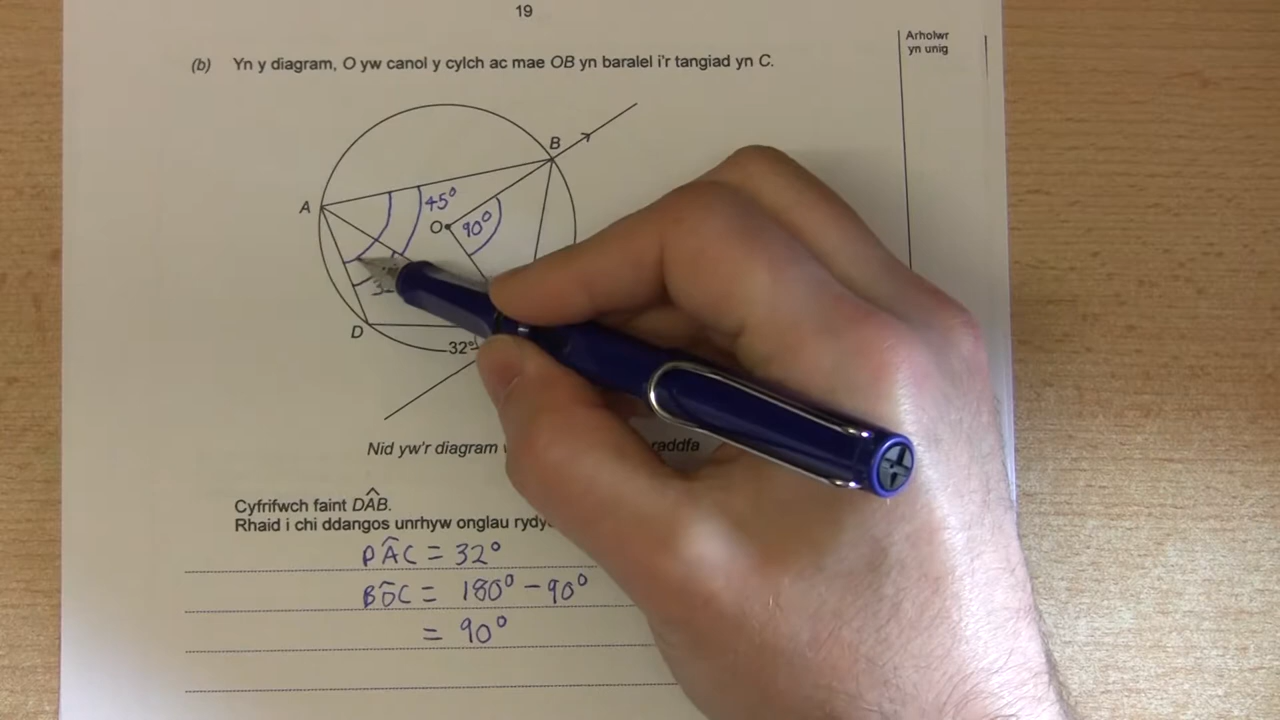 19
Arholwr
yn unig
(b) Yn y diagram, O yw canol y cylch ac mae OB yn baralel i'r tangiad yn C.
B
A
45°
O
90°
D
32°
Nid yw'r diagram raddfa
Cyfrifwch faint DÂB.
Rhaid i chi ddangos unrhyw onglau
DÂC = 32°
BÔC = 180° - 90°
= 90°